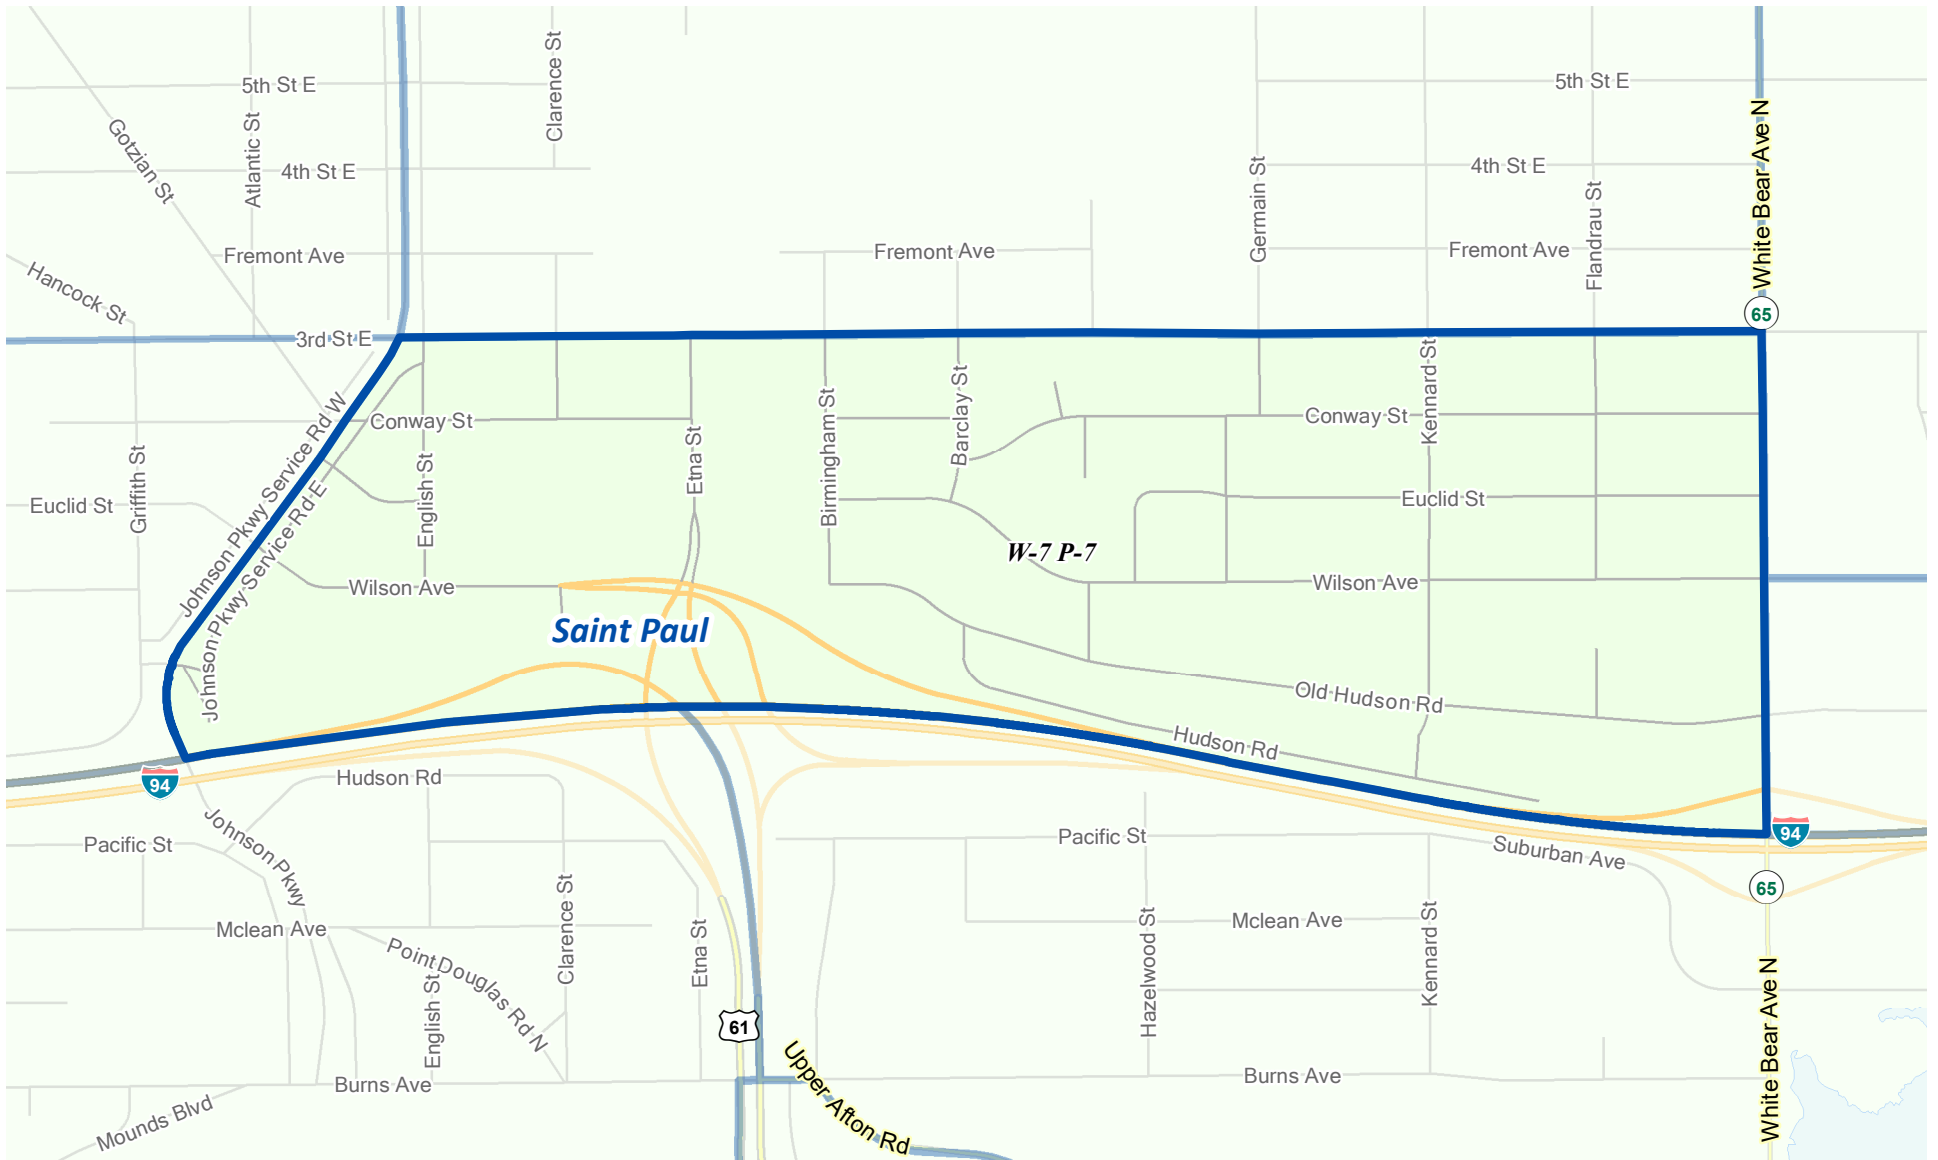 5th St E
Clarence St
5th St E
Gotzian St
Atlantic St
White Bear Ave N
4th St E
4th St E
Germain St
Flandrau St
Fremont Ave
Fremont Ave
Fremont Ave
Hancock St
65
3rd St E
Johnson Pkwy Service Rd W
Conway St
Birmingham St
Barclay St
Conway St
Kennard St
Griffith St
English St
Etna St
Euclid St
Johnson Pkwy Service Rd E
Euclid St
W-7 P-7
Wilson Ave
Wilson Ave
Saint Paul
Johnson Pkwy Service Rd E
Old Hudson Rd
Hudson Rd
94
Hudson Rd
Johnson Pkwy
Pacific St
Pacific St
Suburban Ave
94
65
Clarence St
Mclean Ave
Etna St
Hazelwood St
Mclean Ave
Kennard St
Point Douglas Rd N
English St
White Bear Ave N
61
Upper Afton Rd
Burns Ave
Burns Ave
Mounds Blvd